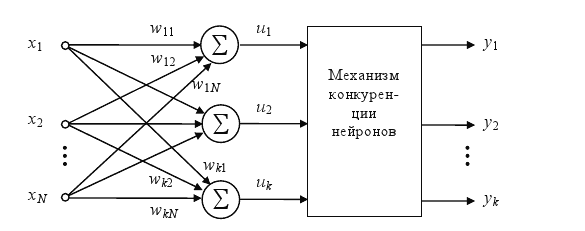 x1 w11 Σ u1 y1
w12
w1N
Механизм
конкурен-
ции
нейронов
x2 Σ u2 y2
wk1
wk2
xN wkN Σ uk yk